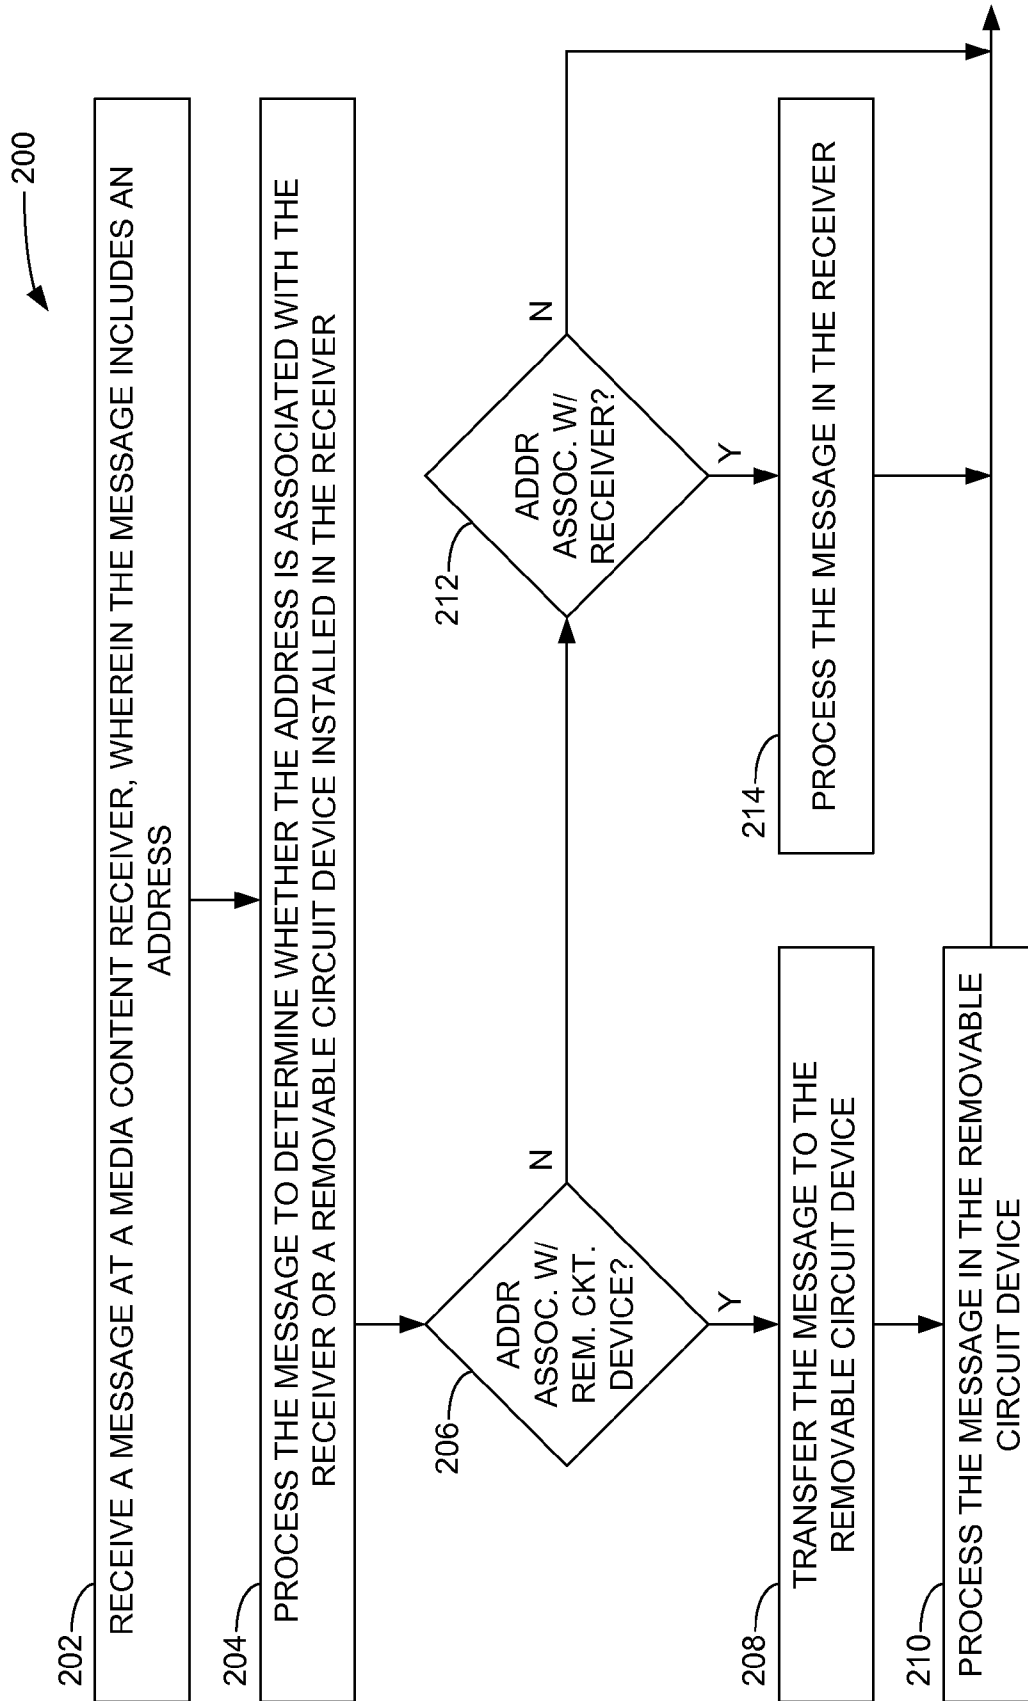 200
202
RECEIVE A MESSAGE AT A MEDIA CONTENT RECEIVER, WHEREIN THE MESSAGE INCLUDES AN
ADDRESS
204
PROCESS THE MESSAGE TO DETERMINE WHETHER THE ADDRESS IS ASSOCIATED WITH THE
RECEIVER OR A REMOVABLE CIRCUIT DEVICE INSTALLED IN THE RECEIVER
206
ADDR
ASSOC. W/
REM. CKT.
DEVICE?
N
Y
212
ADDR
ASSOC. W/
RECEIVER?
N
Y
208
TRANSFER THE MESSAGE TO THE
REMOVABLE CIRCUIT DEVICE
214
PROCESS THE MESSAGE IN THE RECEIVER
210
PROCESS THE MESSAGE IN THE REMOVABLE
CIRCUIT DEVICE